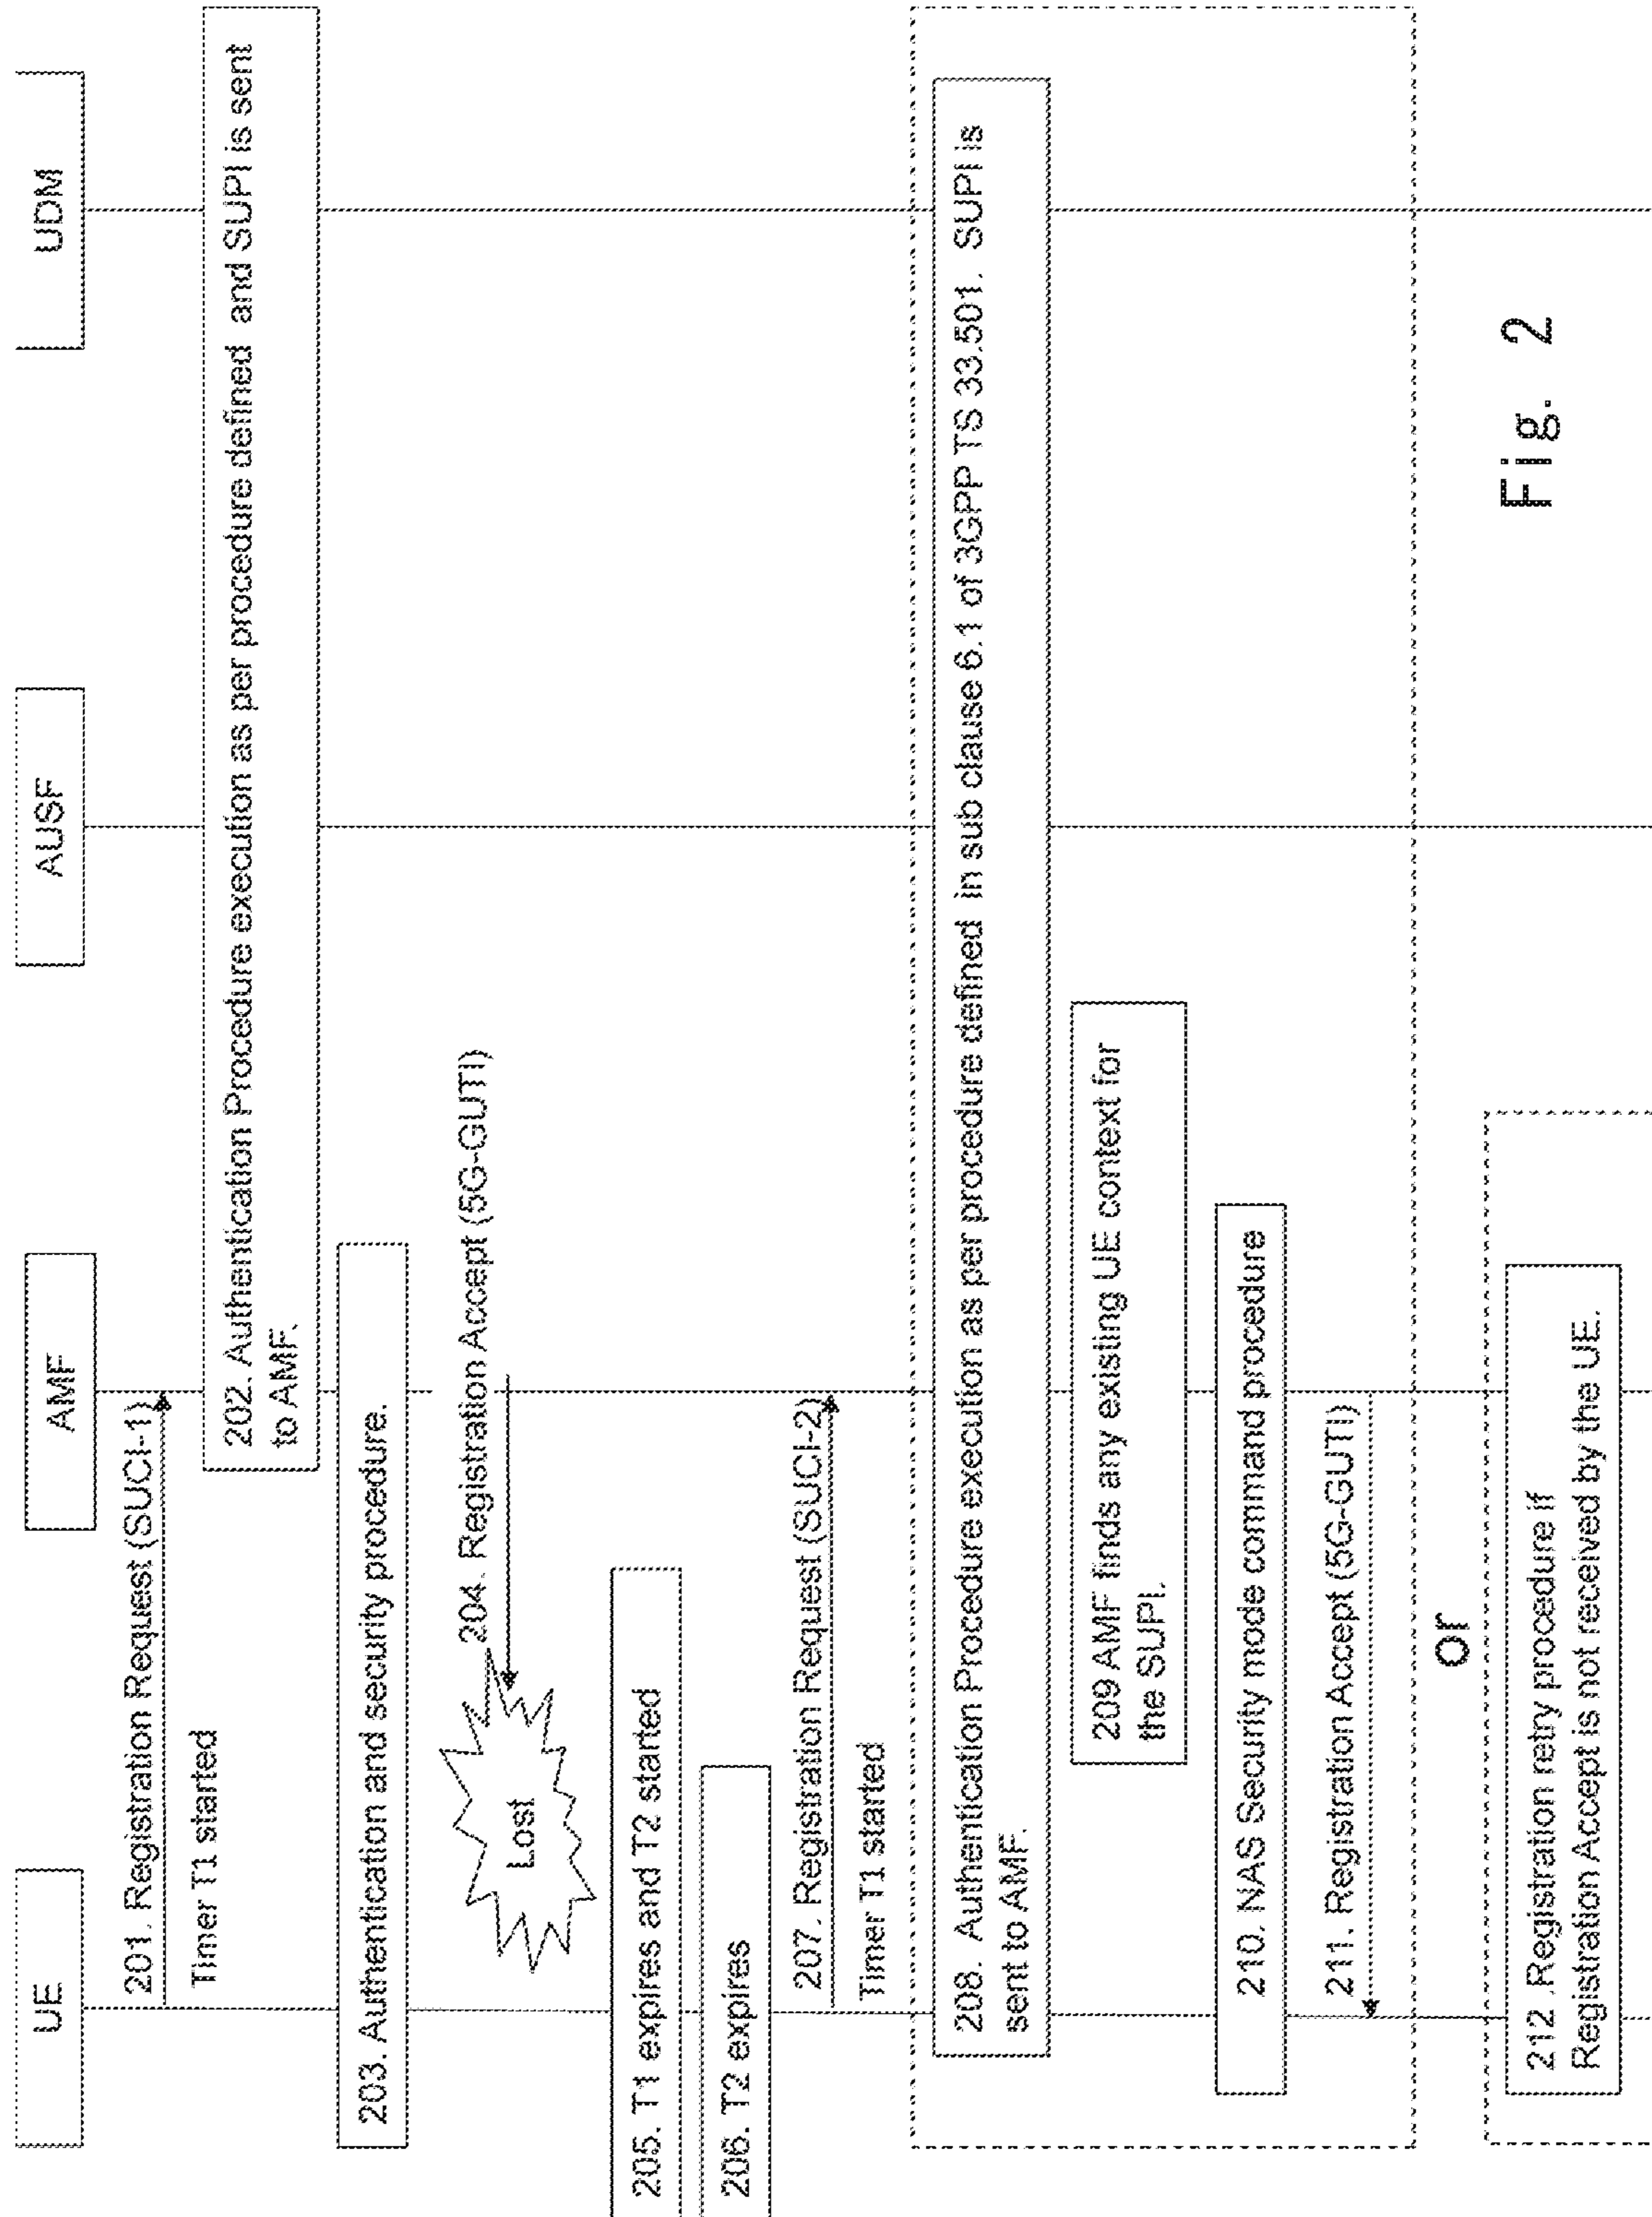 UE
AMF
AUSF
UDM
201. Registration Request (SUCI-1)
Timer T1 started
202. Authentication Procedure execution as per procedure defined and SUPI is sent
to AMF.
203. Authentication and security procedure.
204. Registration Accept (5G-GUTI)
Lost
205. T1 expires and T2 started
206. T2 expires
207. Registration Request (SUCI-2)
Timer T1 started
208. Authentication Procedure execution as per procedure defined in sub clause 6.1 of 3GPP TS 33.501. SUPI is
sent to AMF.
209 AMF finds any existing UE context for
the SUPI.
210. NAS Security mode command procedure
211. Registration Accept (5G-GUTI)
or
212 .Registration retry procedure if
Registration Accept is not received by the UE.
Fig. 2